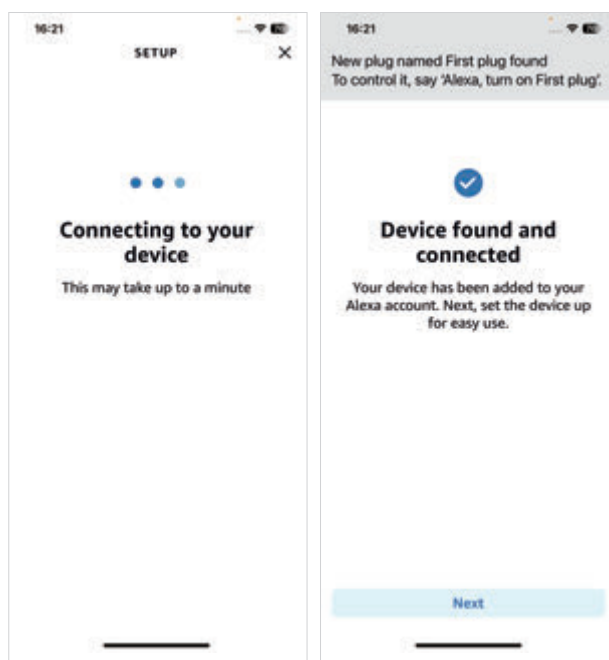 16:21
SETUP
Connecting to your
device
This may take up to a minute
16:21
New plug named First plug found
To control it, say 'Alexa, turn on First plug'.
Device found and
connected
Your device has been added to your
Alexa account. Next, set the device up
for easy use.
Next